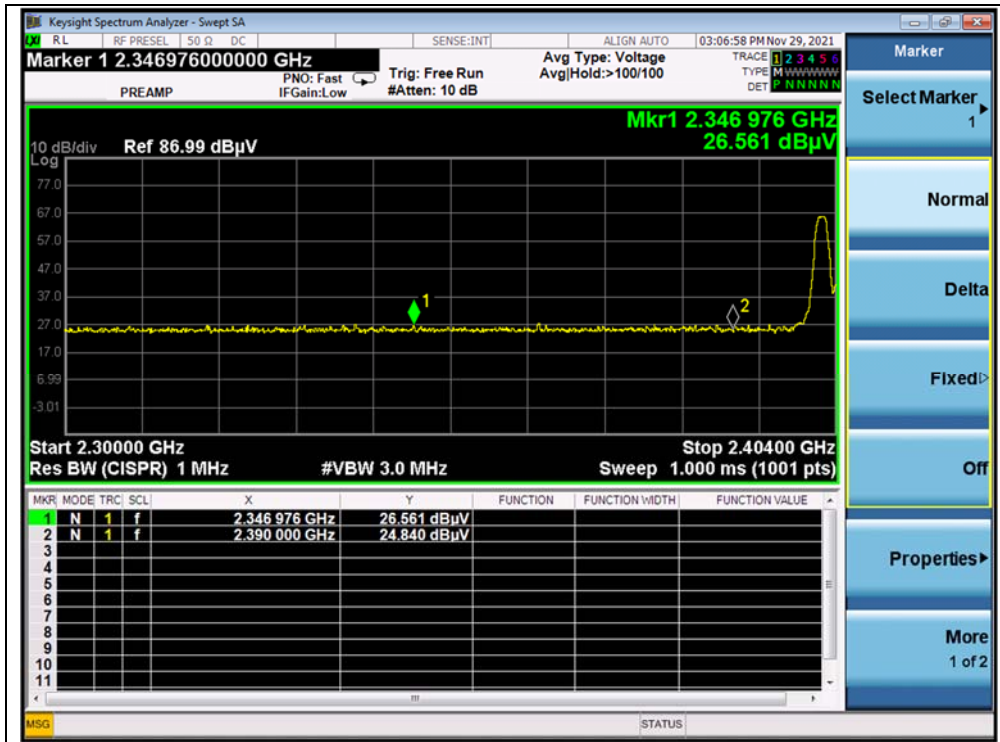 Keysight Spectrum Analyzer - Swept SA
LXI RL RF PRESEL 50 Ω DC SENSE:INT ALIGN AUTO 03:06:58 PM Nov 29, 2021
Marker 1 2.346976000000 GHz
PREAMP
PNO: Fast
IFGain:Low
Trig: Free Run
#Atten: 10 dB
Avg Type: Voltage
Avg|Hold:>100/100
TRACE 1 2 3 4 5 6
TYPE M WWWWW
DET P N N N N N
Mkr1 2.346 976 GHz
26.561 dBµV
10 dB/div Ref 86.99 dBµV
Log
77.0
67.0
57.0
47.0
37.0
27.0
17.0
6.99
-3.01
1
2
Start 2.30000 GHz Stop 2.40400 GHz
Res BW (CISPR) 1 MHz #VBW 3.0 MHz Sweep 1.000 ms (1001 pts)
MKR MODE TRC SCL X Y FUNCTION FUNCTION WIDTH FUNCTION VALUE
1 N 1 f 2.346 976 GHz 26.561 dBµV
2 N 1 f 2.390 000 GHz 24.840 dBµV
3
4
5
6
7
8
9
10
11
MSG STATUS
Marker
Select Marker
1
Normal
Delta
Fixed
Off
Properties
More
1 of 2